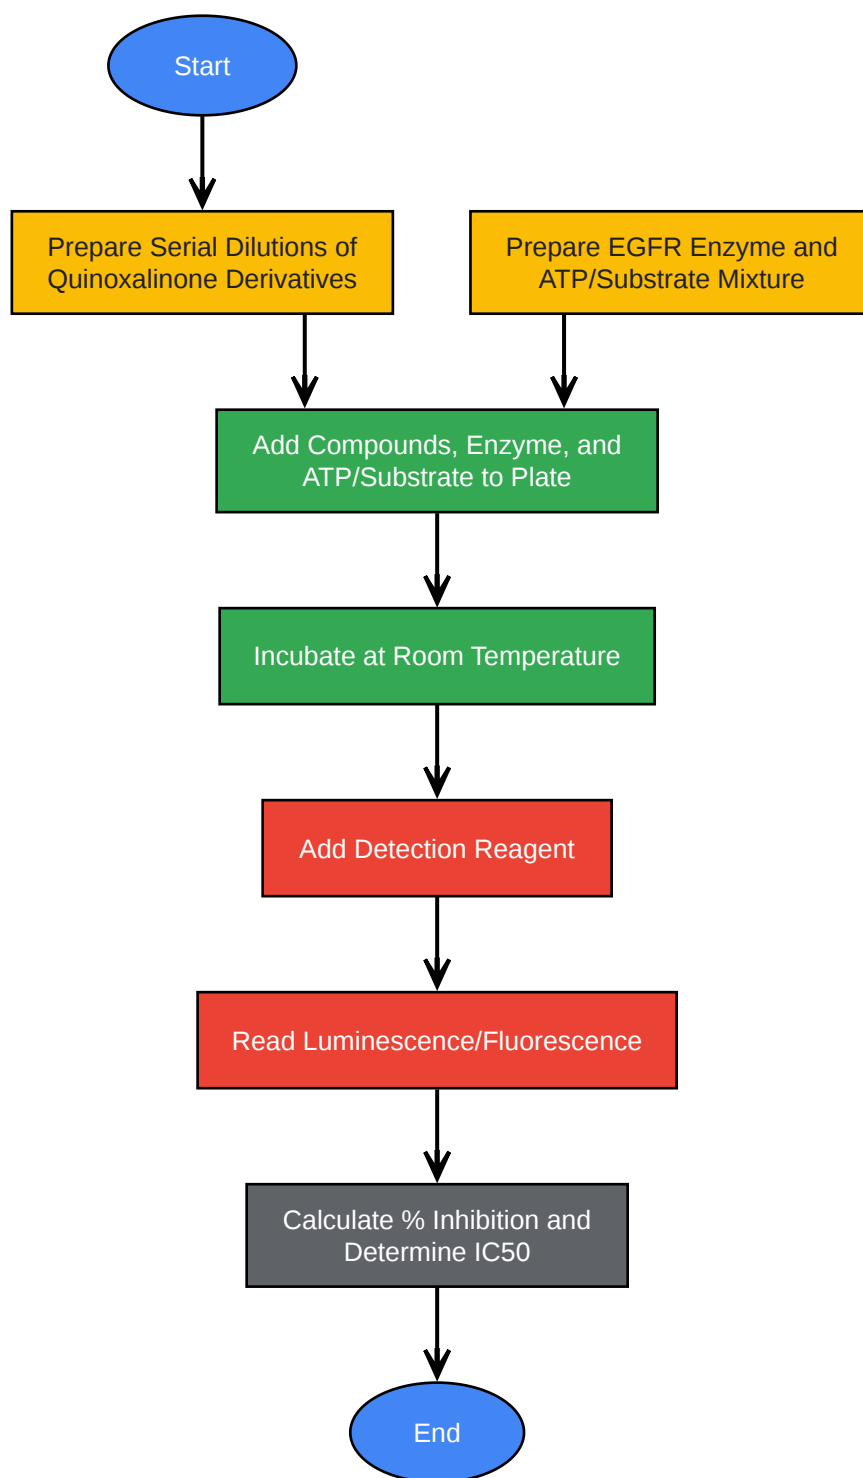 Start
Prepare Serial Dilutions of
Quinoxalinone Derivatives
Prepare EGFR Enzyme and
ATP/Substrate Mixture
Add Compounds, Enzyme, and
ATP/Substrate to Plate
Incubate at Room Temperature
Add Detection Reagent
Read Luminescence/Fluorescence
Calculate % Inhibition and
Determine IC50
End